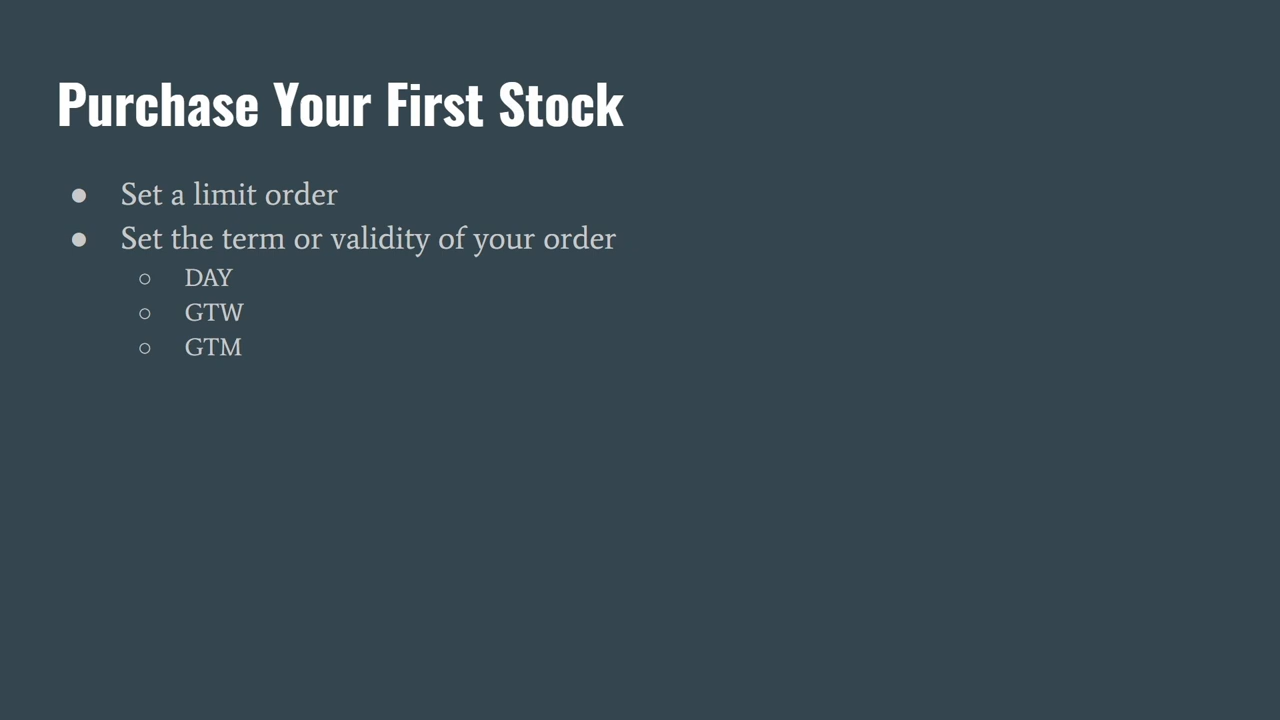 Purchase Your First Stock
● Set a limit order
● Set the term or validity of your order
○ DAY
○ GTW
○ GTM